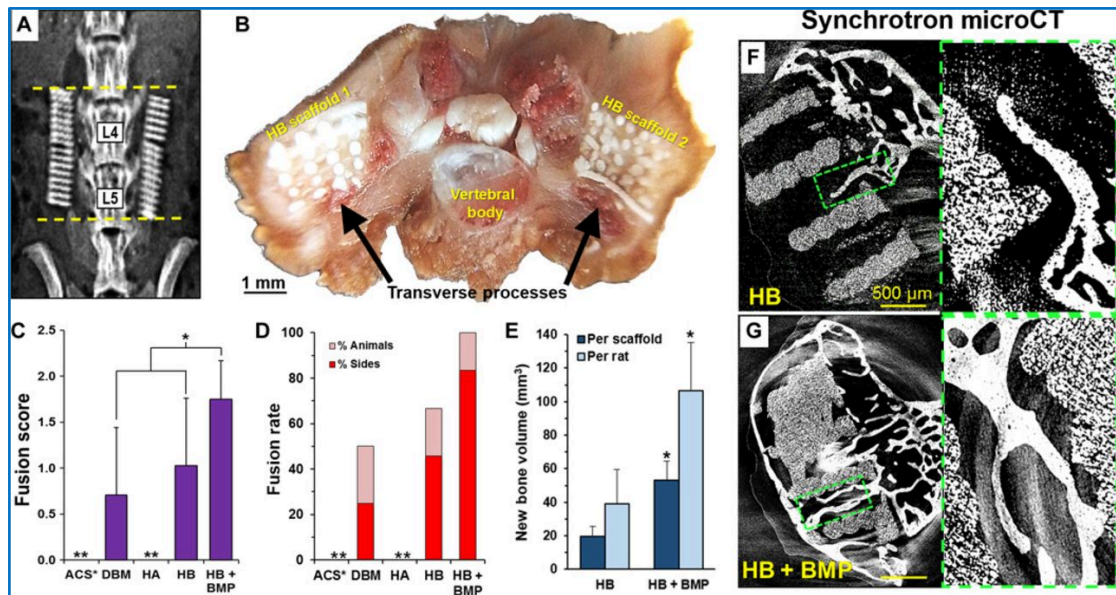 Synchrotron microCT
A
L4
L5
B
HB scaffold 1
HB scaffold 2
Vertebral
body
1 mm
Transverse processes
C
Fusion score
2.5
2.0
1.5
1.0
0.5
0.0
*
**
**
ACS* DBM HA HB HB +
BMP
D
Fusion rate
100
80
60
40
20
0
% Animals
% Sides
**
**
ACS* DBM HA HB HB +
BMP
E
New bone volume (mm³)
140
120
100
80
60
40
20
0
Per scaffold
Per rat
*
*
HB HB + BMP
F
HB
500 µm
G
HB + BMP